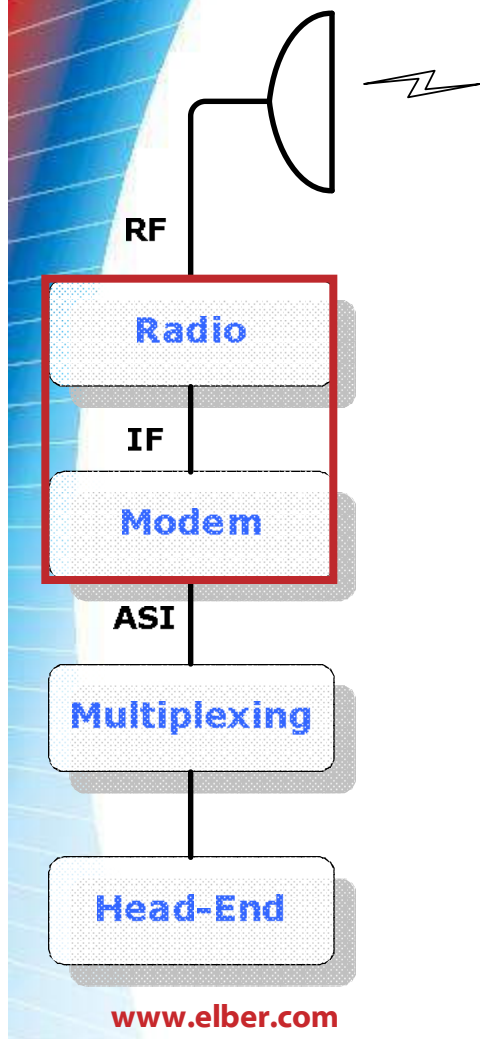 RF
Radio
IF
Modem
ASI
Multiplexing
Head-End
www.elber.com